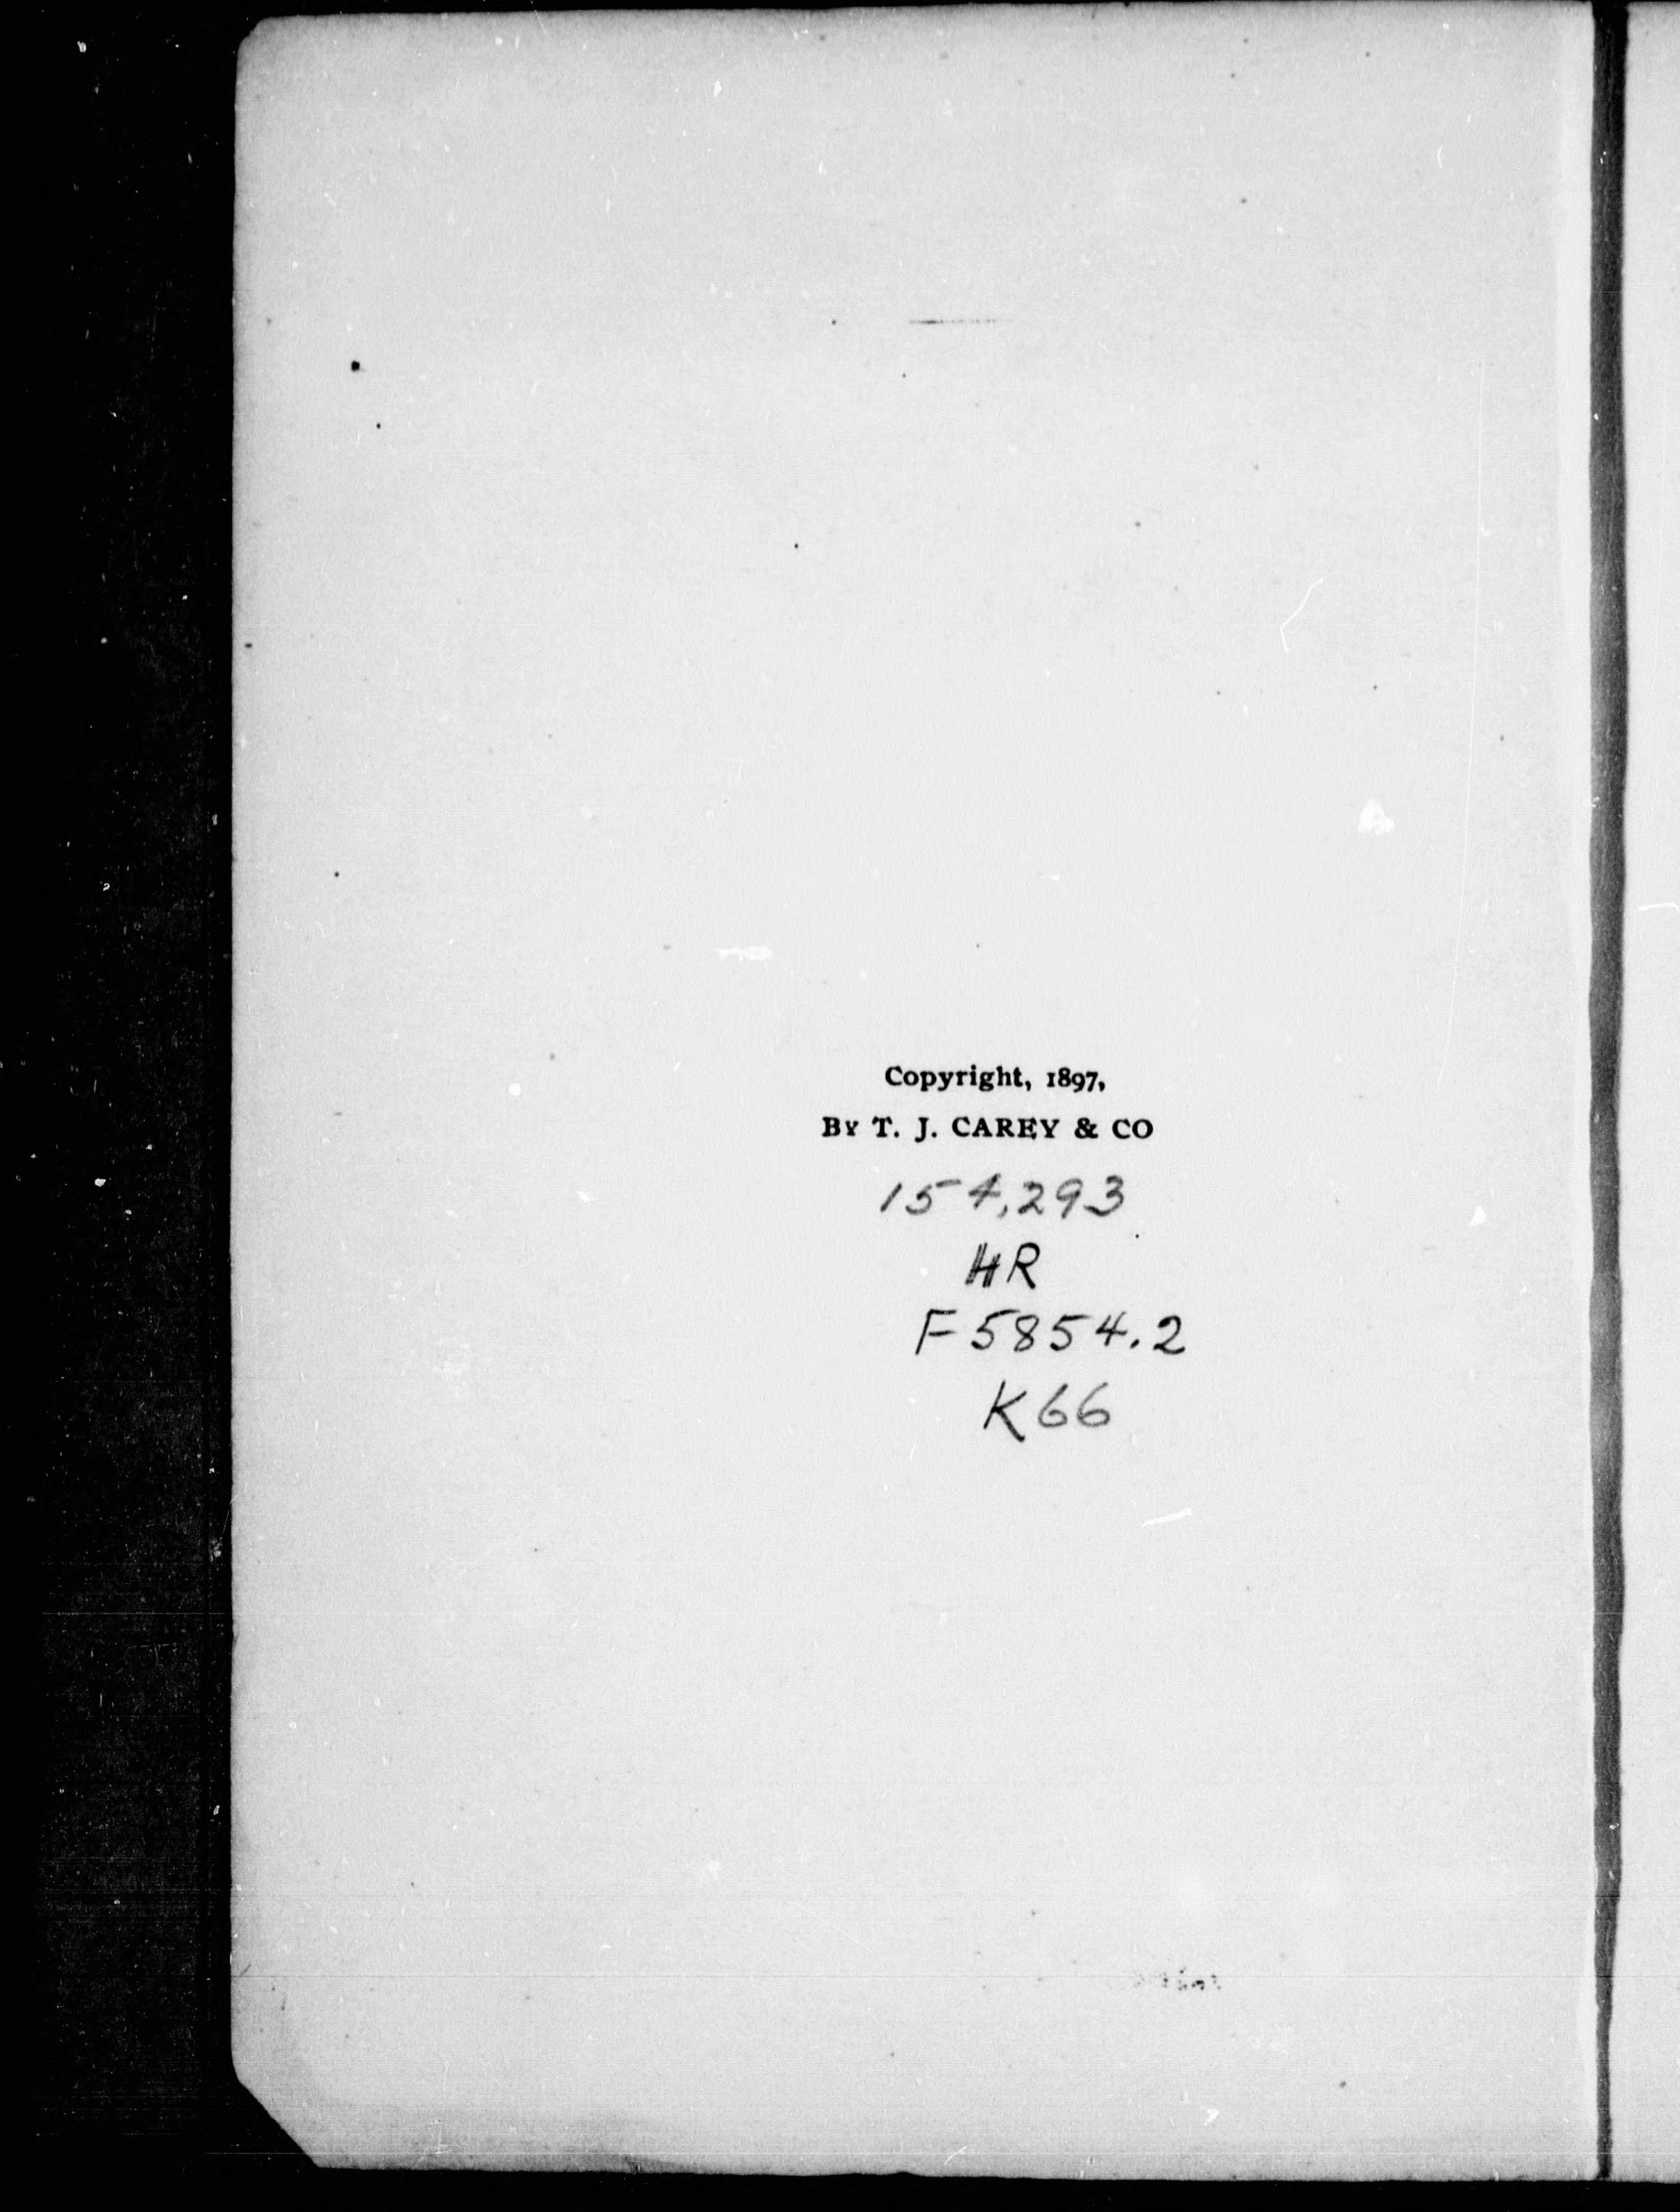 Copyright, 1897,
By T. J. CAREY & CO
154,293
HR
F5854.2
K66